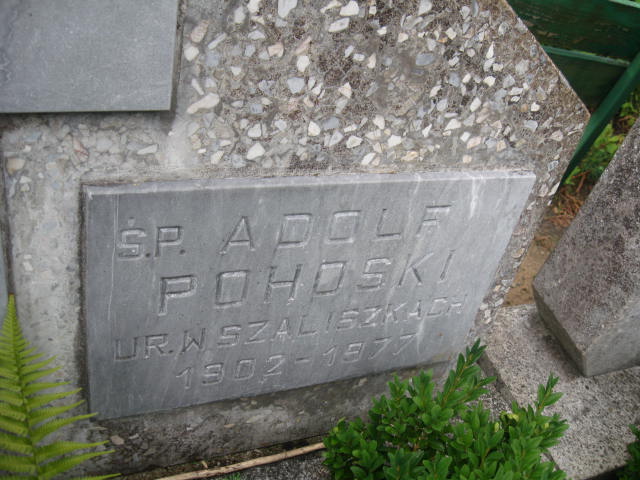 Ś.P. ADOLF
POHOSKI
UR. W SZALISZKACH
1902-1977